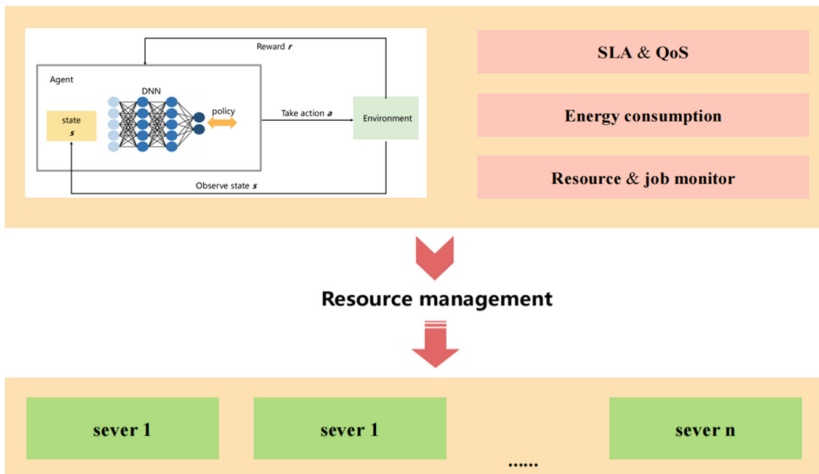 Reward r
Agent
DNN
state
s
policy
Take action a
Environment
Observe state s
SLA & QoS
Energy consumption
Resource & job monitor
Resource management
sever 1
sever 1
......
sever n